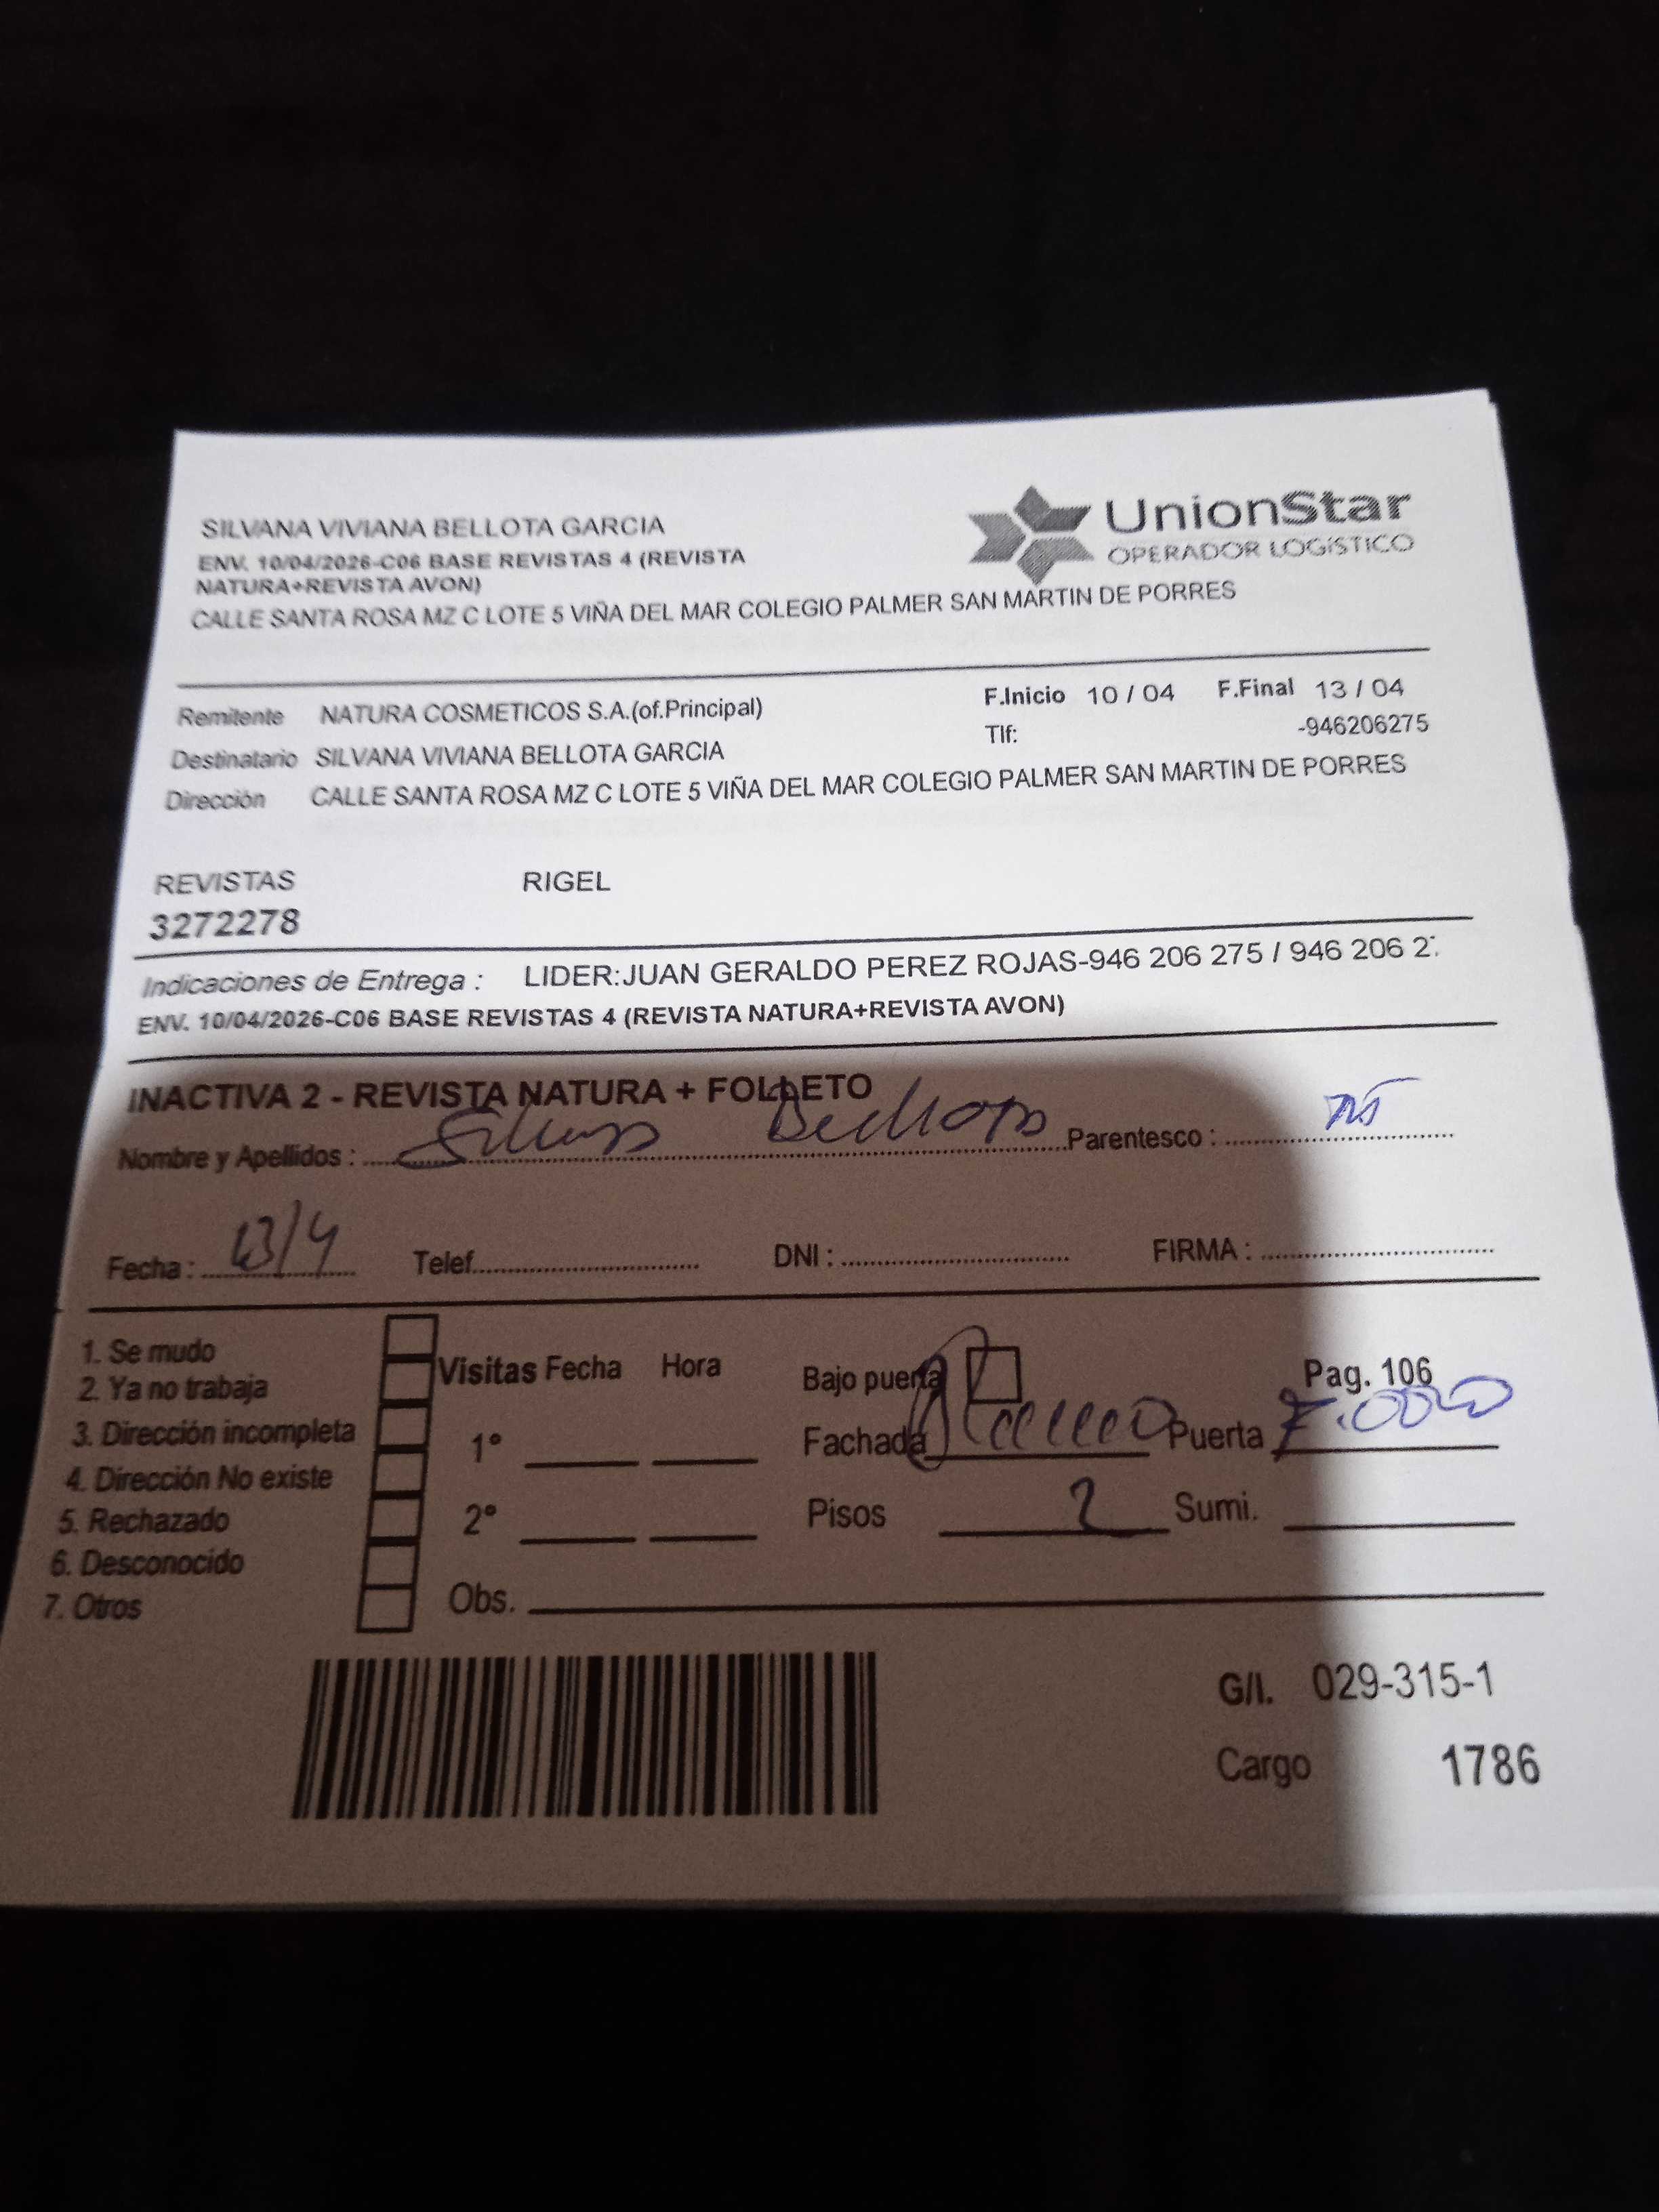 SILVANA VIVIANA BELLOTA GARCIA
UnionStar
OPERADOR LOGÍSTICO
ENV. 10/04/2026-C06 BASE REVISTAS 4 (REVISTA
NATURA+REVISTA AVON)
CALLE SANTA ROSA MZ C LOTE 5 VIÑA DEL MAR COLEGIO PALMER SAN MARTIN DE PORRES
Remitente NATURA COSMETICOS S.A.(of.Principal) F.Inicio 10 / 04 F.Final 13 / 04
Tlf: -946206275
Destinatario SILVANA VIVIANA BELLOTA GARCIA
Dirección CALLE SANTA ROSA MZ C LOTE 5 VIÑA DEL MAR COLEGIO PALMER SAN MARTIN DE PORRES
REVISTAS RIGEL
3272278
Indicaciones de Entrega : LIDER:JUAN GERALDO PEREZ ROJAS-946 206 275 / 946 206 2
ENV. 10/04/2026-C06 BASE REVISTAS 4 (REVISTA NATURA+REVISTA AVON)
INACTIVA 2 - REVISTA NATURA + FOLLETO
Nombre y Apellidos : Parentesco :
Fecha : 13/4 Telef. DNI : FIRMA :
1. Se mudo
2. Ya no trabaja
3. Dirección incompleta
4. Dirección No existe
5. Rechazado
6. Desconocido
7. Otros
Visitas Fecha Hora
1°
2°
Obs.
Bajo puerta Pag. 106
Fachada Puerta
Pisos 2 Sumi.
G/I. 029-315-1
Cargo 1786